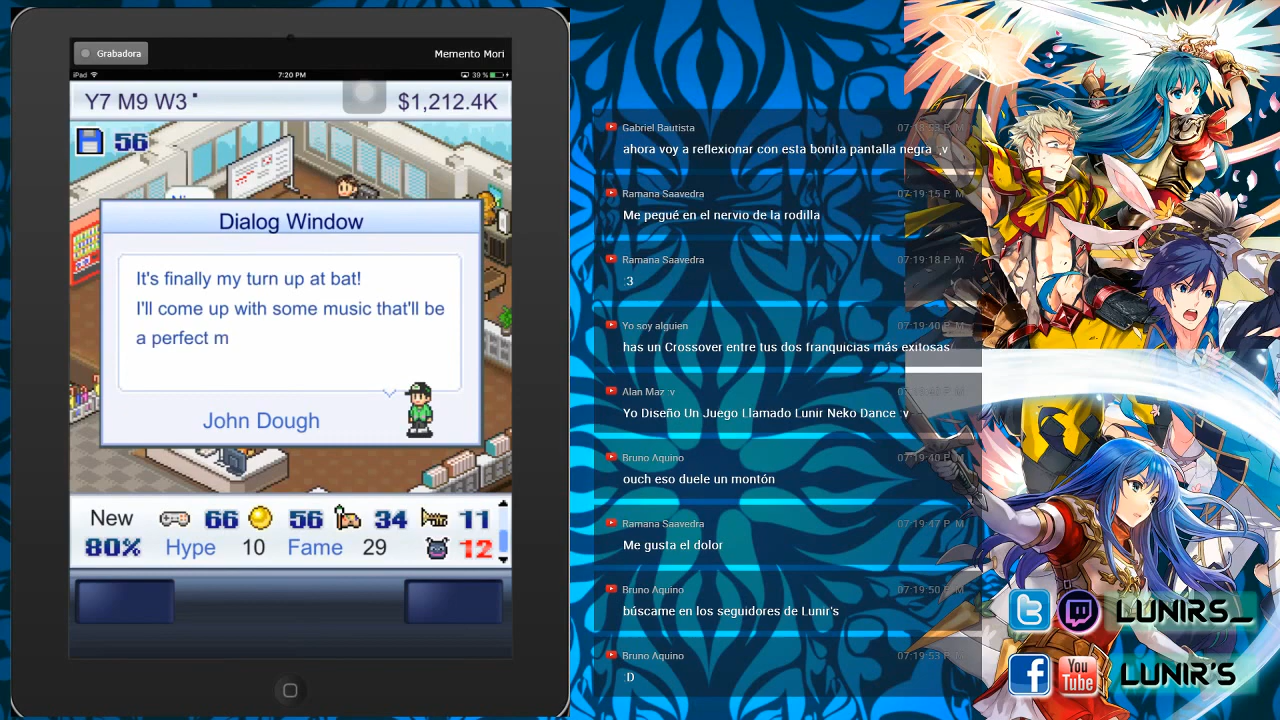 Grabadora
Memento Mori
iPad
7:20 PM
39 %
Y7 M9 W3
$1,212.4K
56
Dialog Window
It's finally my turn up at bat!
I'll come up with some music that'll be
a perfect m
John Dough
New 66 56 34 11
80% Hype 10 Fame 29 12
Gabriel Bautista
ahora voy a reflexionar con esta bonita pantalla negra :,v
Ramana Saavedra 07:19:15 P. M.
Me pegué en el nervio de la rodilla
Ramana Saavedra 07:19:18 P. M.
:3
Yo soy alguien 07:19:40 P. M.
has un Crossover entre tus dos franquicias más exitosas
Alan Maz :v
Yo Diseño Un Juego Llamado Lunir Neko Dance :v
Bruno Aquino 07:19:40 P. M.
ouch eso duele un montón
Ramana Saavedra 07:19:47 P. M.
Me gusta el dolor
Bruno Aquino 07:19:50 P. M.
búscame en los seguidores de Lunir's
Bruno Aquino 07:19:53 P. M.
:D
LUNIRS_
You
Tube
LUNIR'S